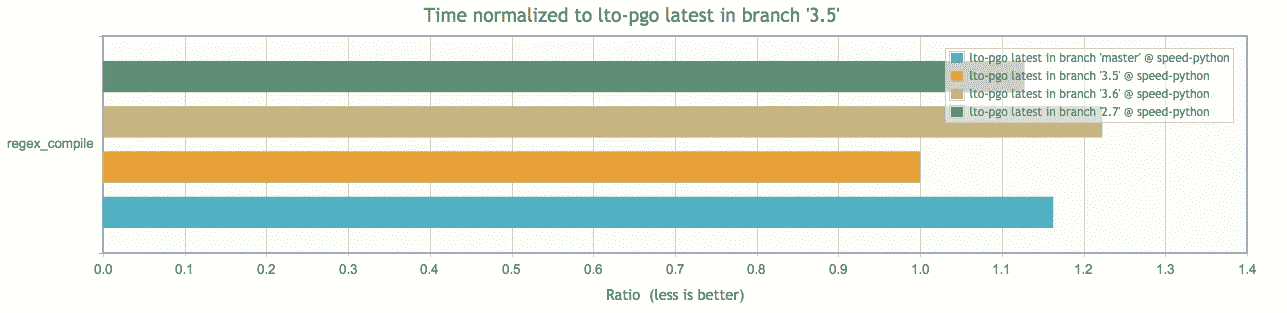 Time normalized to lto-pgo latest in branch '3.5'
lto-pgo latest in branch 'master' @ speed-python
lto-pgo latest in branch '3.5' @ speed-python
lto-pgo latest in branch '3.6' @ speed-python
lto-pgo latest in branch '2.7' @ speed-python
regex_compile
0.0 0.1 0.2 0.3 0.4 0.5 0.6 0.7 0.8 0.9 1.0 1.1 1.2 1.3 1.4
Ratio (less is better)